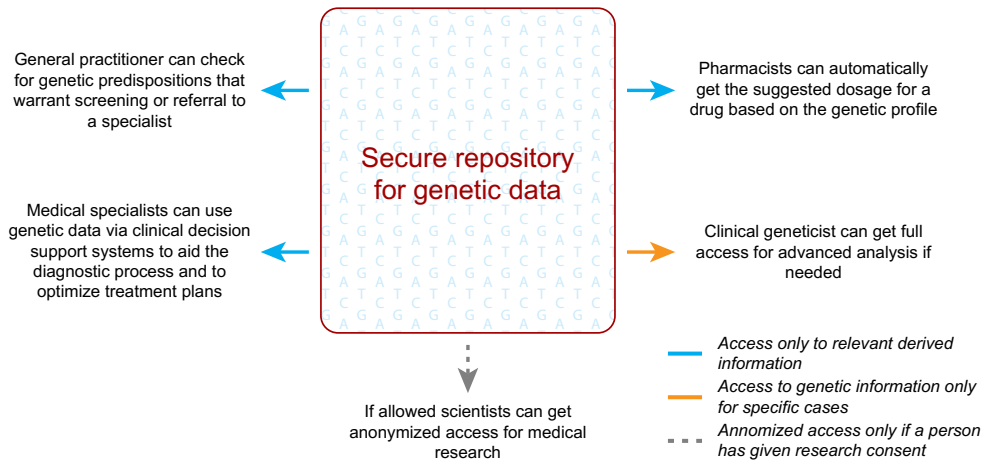 General practitioner can check
for genetic predispositions that
warrant screening or referral to
a specialist
Medical specialists can use
genetic data via clinical decision
support systems to aid the
diagnostic process and to
optimize treatment plans
Secure repository
for genetic data
Pharmacists can automatically
get the suggested dosage for a
drug based on the genetic profile
Clinical geneticist can get full
access for advanced analysis if
needed
If allowed scientists can get
anonymized access for medical
research
Access only to relevant derived
information
Access to genetic information only
for specific cases
Annomized access only if a person
has given research consent